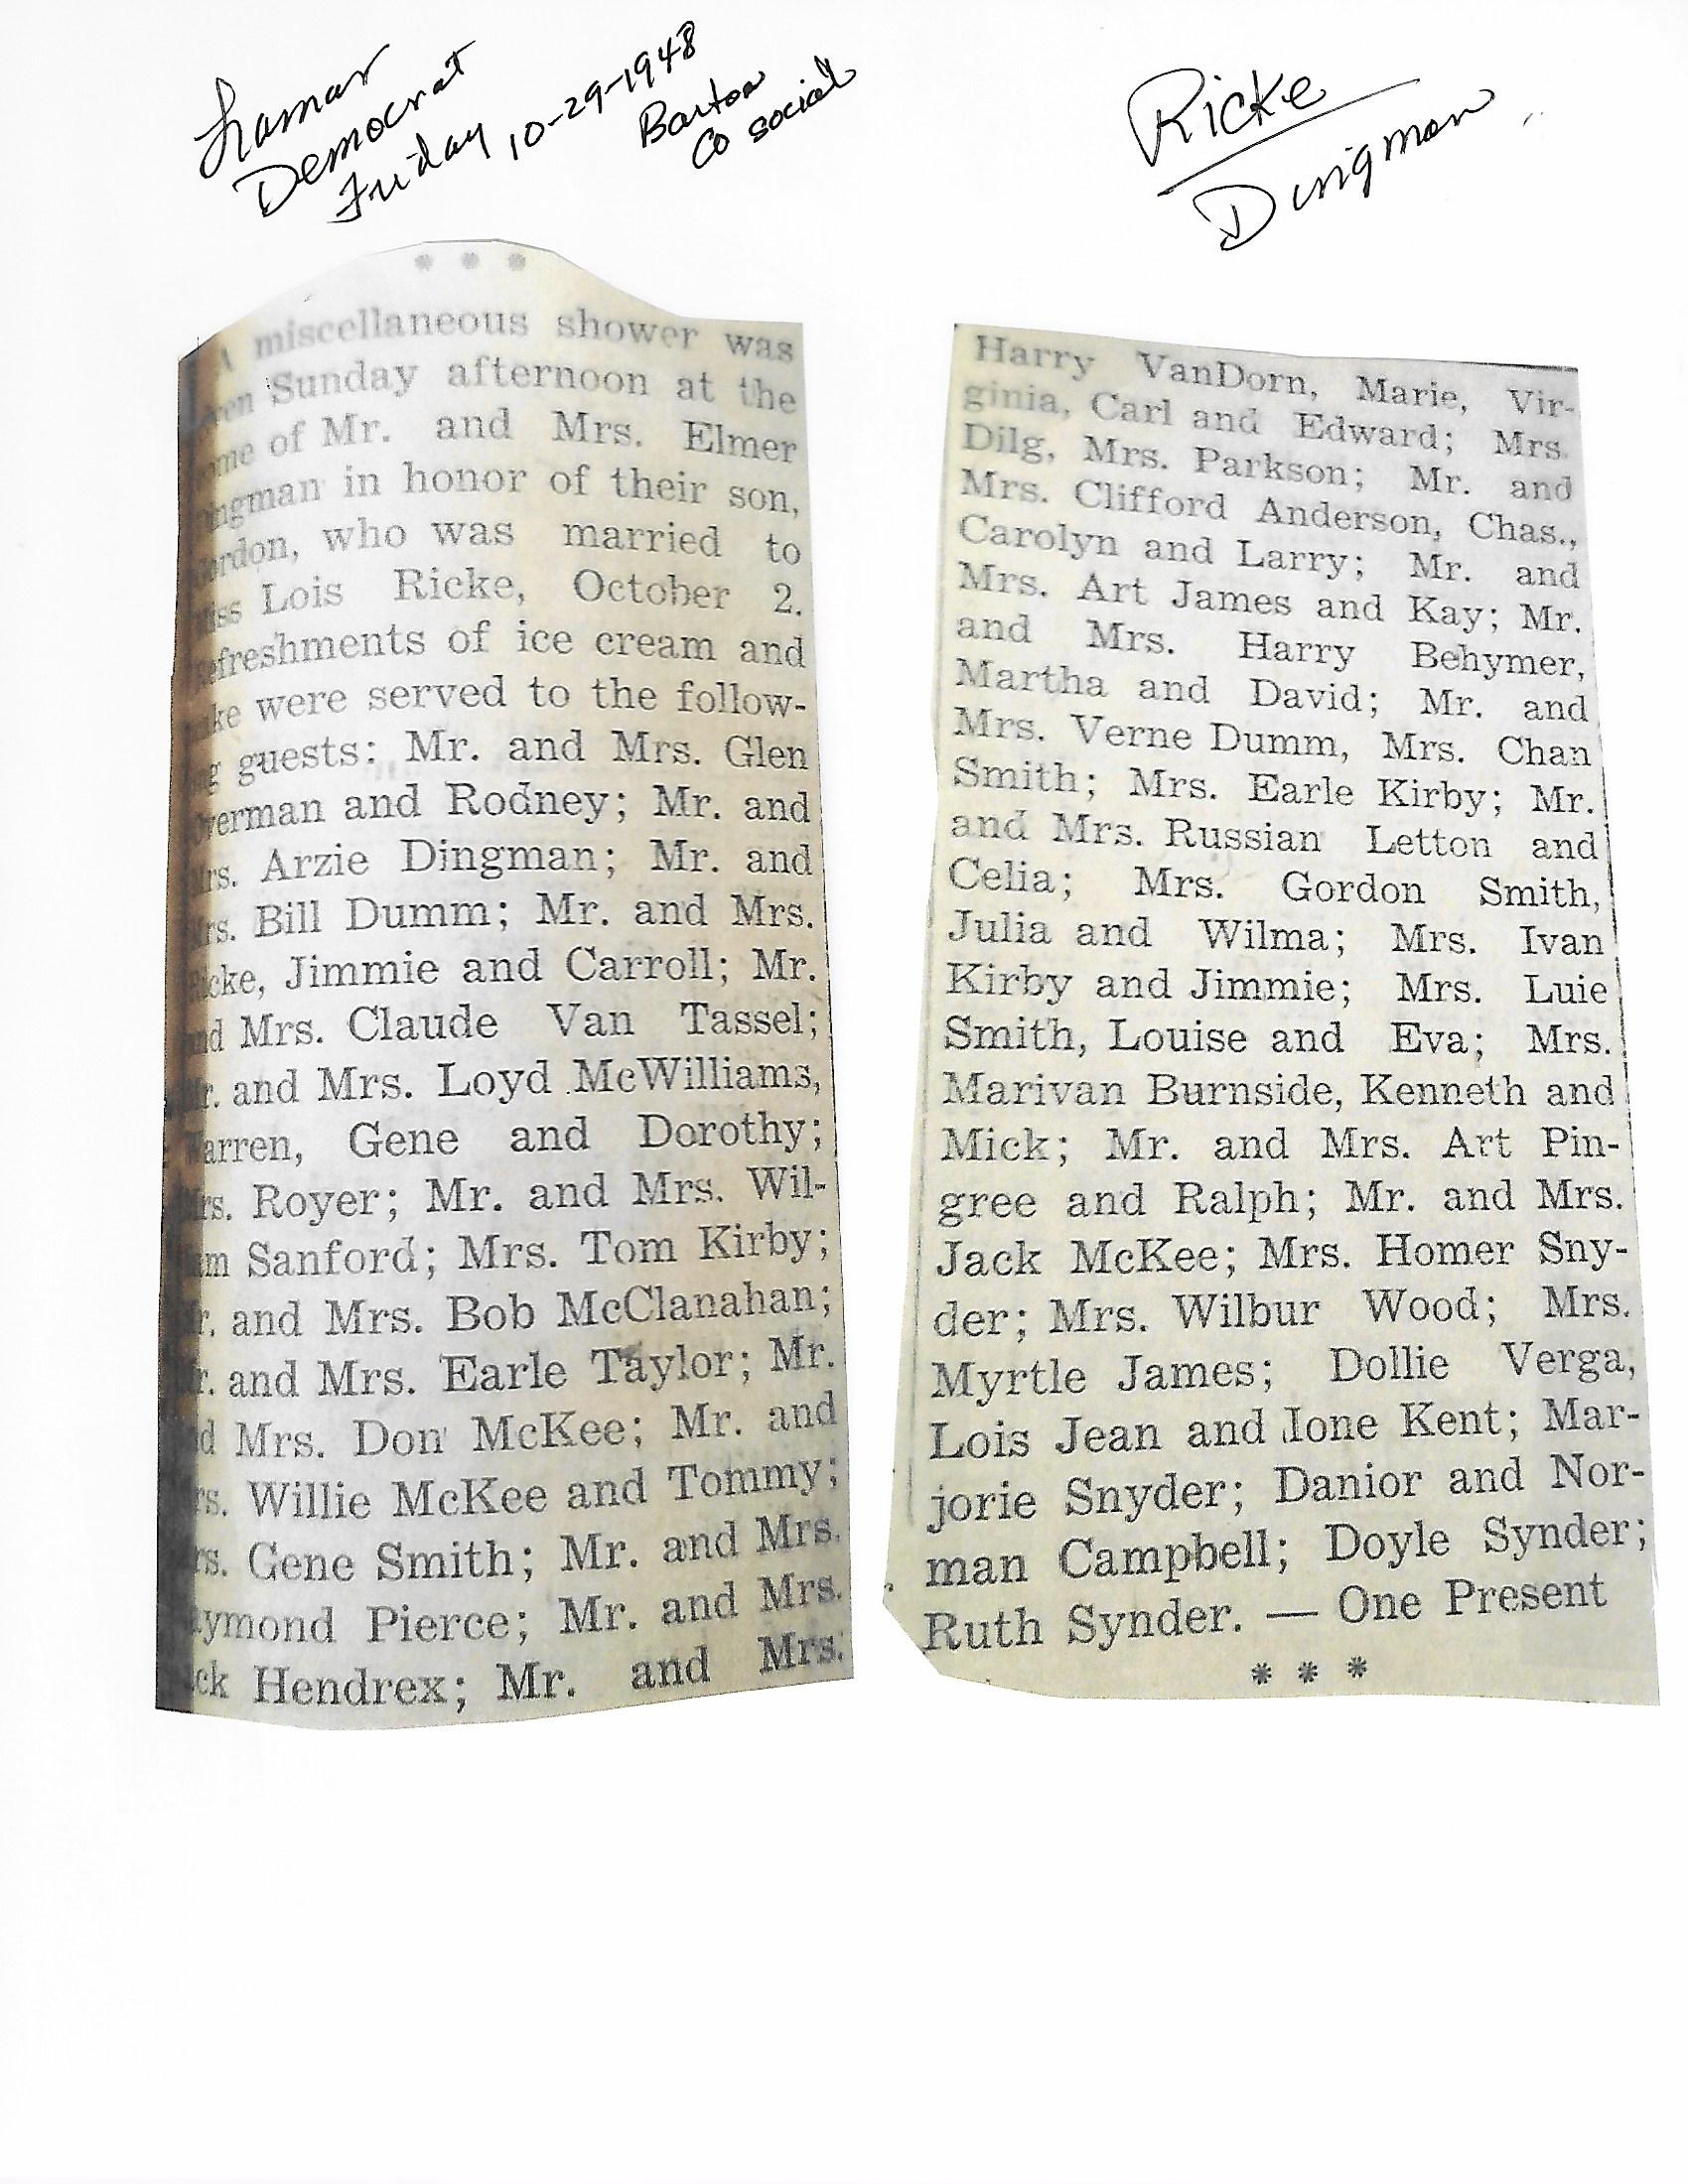 Lamar
Democrat
Friday 10-29-1948
Barton
Co social
Ricke
Dingman
* * *
A miscellaneous shower was
Sunday afternoon at the
of Mr. and Mrs. Elmer
in honor of their son,
who was married to
Lois Ricke, October 2.
of ice cream and
were served to the follow-
guests: Mr. and Mrs. Glen
and Rodney; Mr. and
Arzie Dingman; Mr. and
Bill Dumm; Mr. and Mrs.
Jimmie and Carroll; Mr.
Mrs. Claude Van Tassel;
and Mrs. Loyd McWilliams,
Gene and Dorothy;
Royer; Mr. and Mrs. Wil-
Sanford; Mrs. Tom Kirby;
and Mrs. Bob McClanahan;
and Mrs. Earle Taylor; Mr.
Mrs. Don McKee; Mr. and
Willie McKee and Tommy;
Gene Smith; Mr. and Mrs.
Pierce; Mr. and Mrs.
Hendrex; Mr. and Mrs.
Harry VanDorn, Marie, Vir-
ginia, Carl and Edward; Mrs.
Dilg, Mrs. Parkson; Mr. and
Mrs. Clifford Anderson, Chas.,
Carolyn and Larry; Mr. and
Mrs. Art James and Kay; Mr.
and Mrs. Harry Behymer,
Martha and David; Mr. and
Mrs. Verne Dumm, Mrs. Chan
Smith; Mrs. Earle Kirby; Mr.
and Mrs. Russian Letton and
Celia; Mrs. Gordon Smith,
Julia and Wilma; Mrs. Ivan
Kirby and Jimmie; Mrs. Luie
Smith, Louise and Eva; Mrs.
Marivan Burnside, Kenneth and
Mick; Mr. and Mrs. Art Pin-
gree and Ralph; Mr. and Mrs.
Jack McKee; Mrs. Homer Sny-
der; Mrs. Wilbur Wood; Mrs.
Myrtle James; Dollie Verga,
Lois Jean and Ione Kent; Mar-
jorie Snyder; Danior and Nor-
man Campbell; Doyle Synder;
Ruth Synder. — One Present
* * *